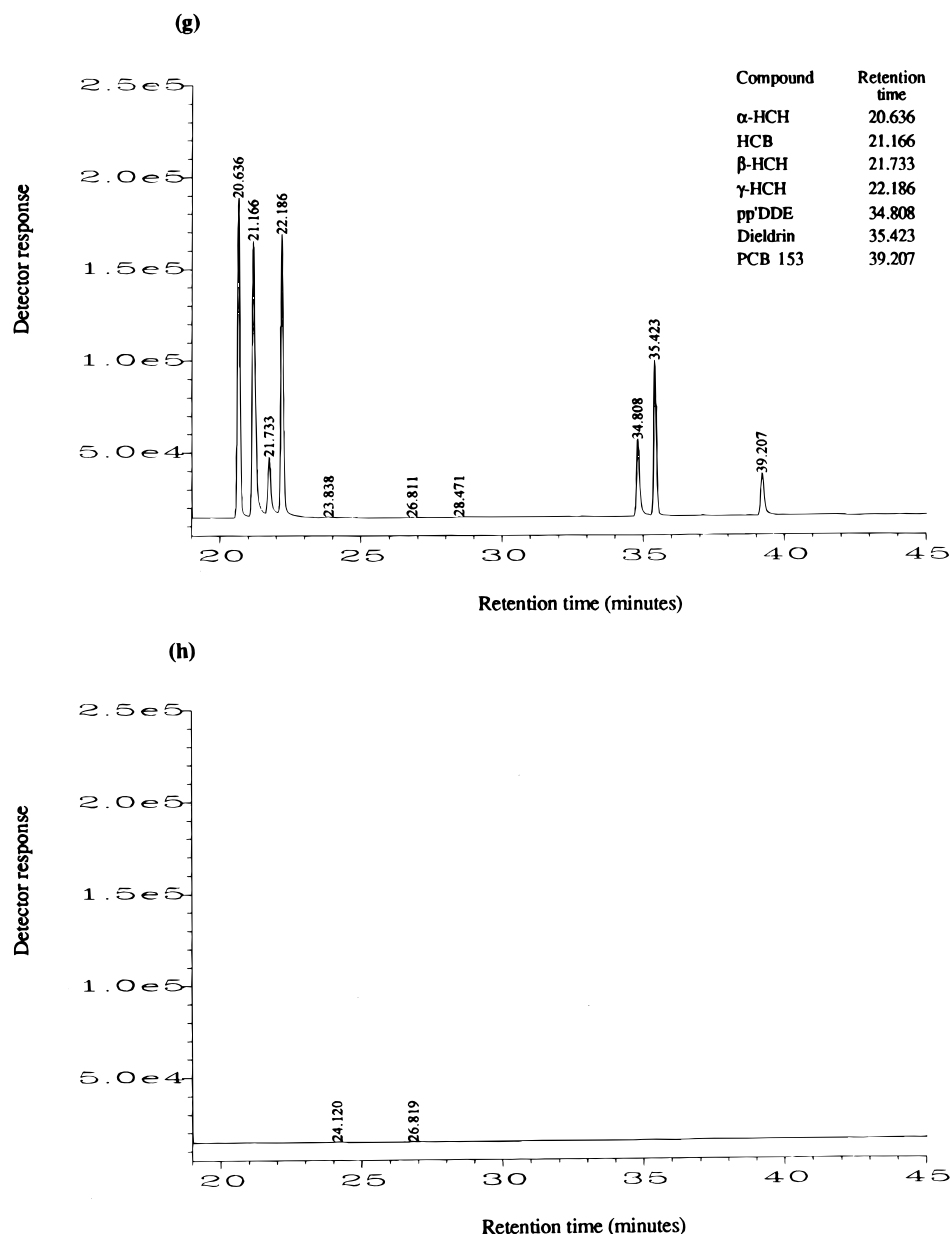 (g)
Compound Retention time
α-HCH 20.636
HCB 21.166
β-HCH 21.733
γ-HCH 22.186
pp'DDE 34.808
Dieldrin 35.423
PCB 153 39.207
Detector response
2.5e5
2.0e5
1.5e5
1.0e5
5.0e4
20.636
21.166
21.733
22.186
23.838
26.811
28.471
34.808
35.423
39.207
20 25 30 35 40 45
Retention time (minutes)
(h)
Detector response
2.5e5
2.0e5
1.5e5
1.0e5
5.0e4
24.120
26.819
20 25 30 35 40 45
Retention time (minutes)